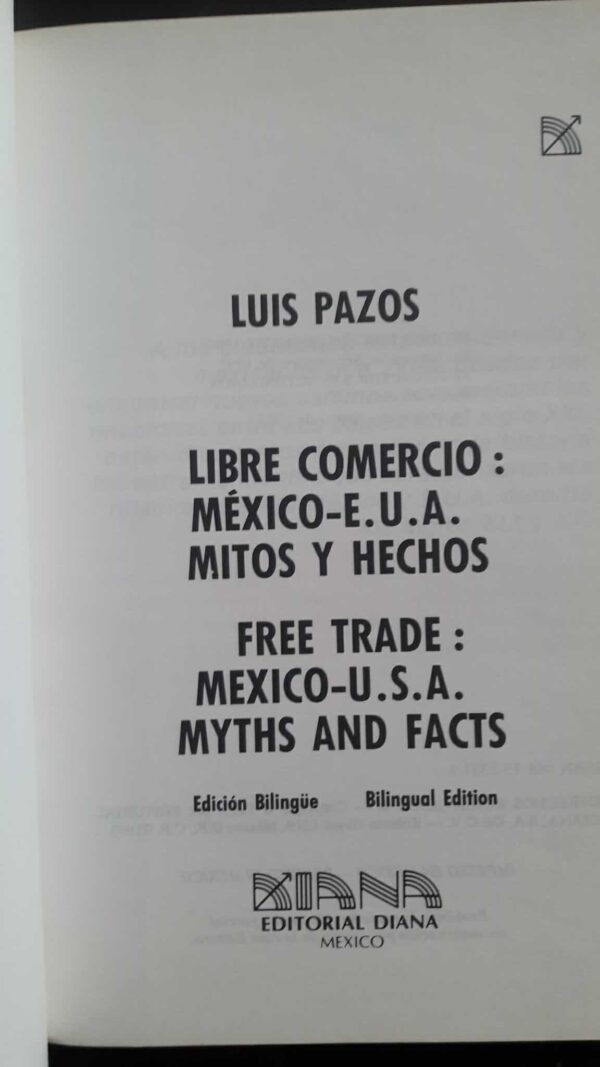 LUIS PAZOS
LIBRE COMERCIO :
MÉXICO-E.U.A.
MITOS Y HECHOS
FREE TRADE :
MEXICO-U.S.A.
MYTHS AND FACTS
Edición Bilingüe Bilingual Edition
DIANA
EDITORIAL DIANA
MEXICO